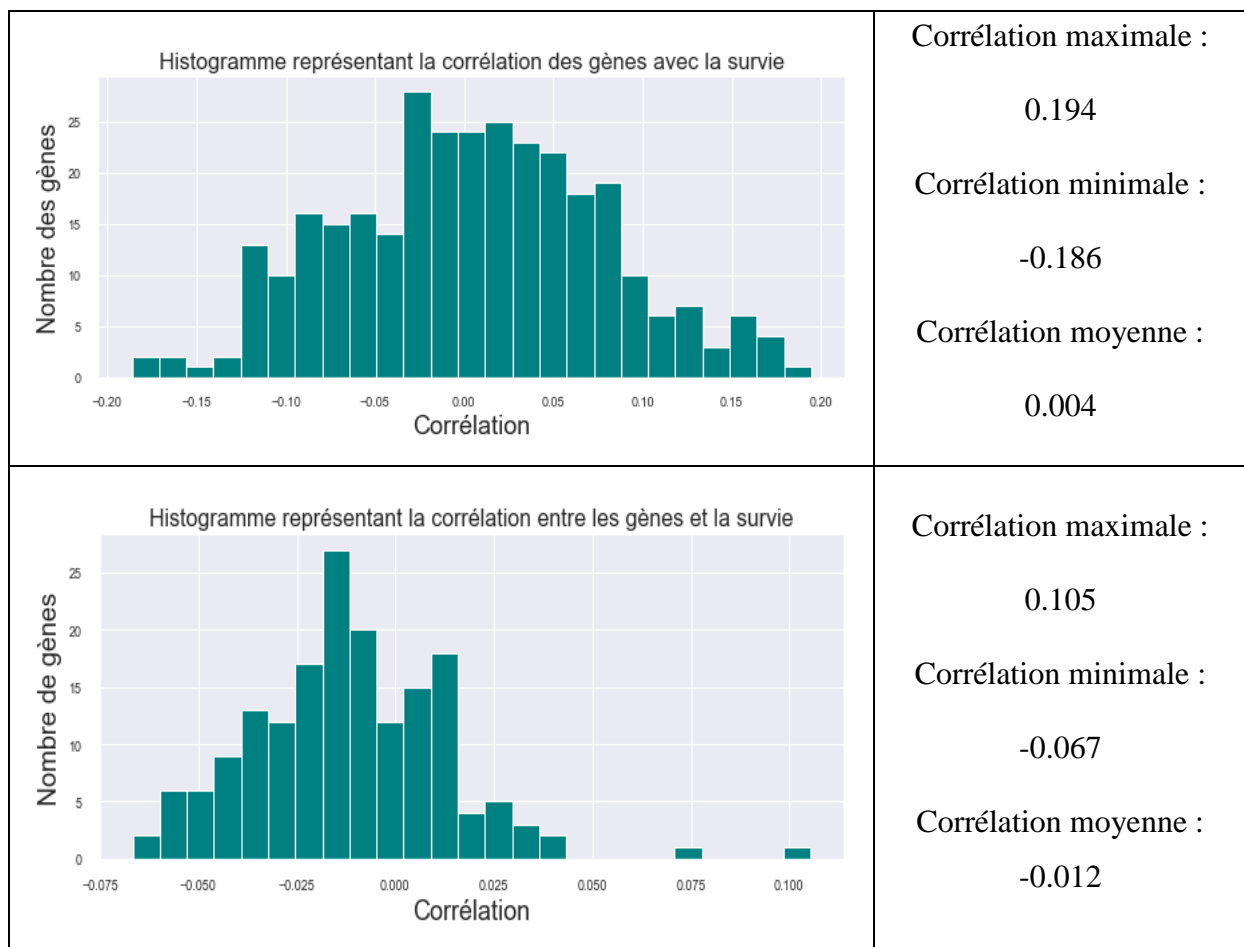 Histogramme représentant la corrélation des gènes avec la survie
Nombre des gènes
25
20
15
10
5
0
−0.20 −0.15 −0.10 −0.05 0.00 0.05 0.10 0.15 0.20
Corrélation
Corrélation maximale :
0.194
Corrélation minimale :
-0.186
Corrélation moyenne :
0.004
Histogramme représentant la corrélation entre les gènes et la survie
Nombre de gènes
25
20
15
10
5
0
−0.075 −0.050 −0.025 0.000 0.025 0.050 0.075 0.100
Corrélation
Corrélation maximale :
0.105
Corrélation minimale :
-0.067
Corrélation moyenne :
-0.012